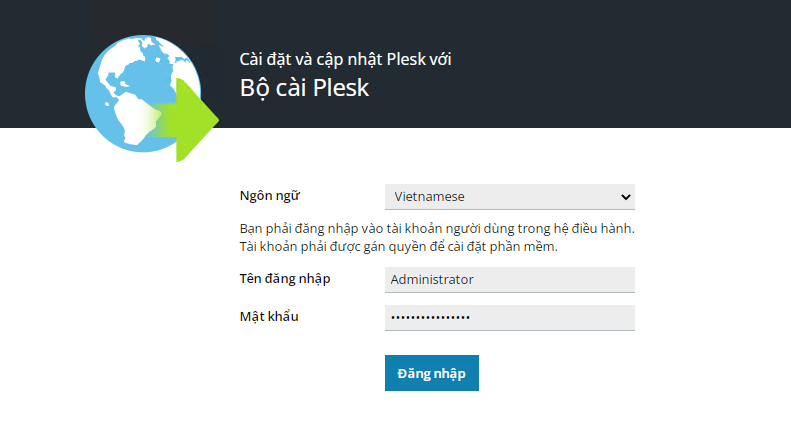 Cài đặt và cập nhật Plesk với
Bộ cài Plesk
Ngôn ngữ
Vietnamese
Bạn phải đăng nhập vào tài khoản người dùng trong hệ điều hành.
Tài khoản phải được gán quyền để cài đặt phần mềm.
Tên đăng nhập
Administrator
Mật khẩu
••••••••••••••••
Đăng nhập